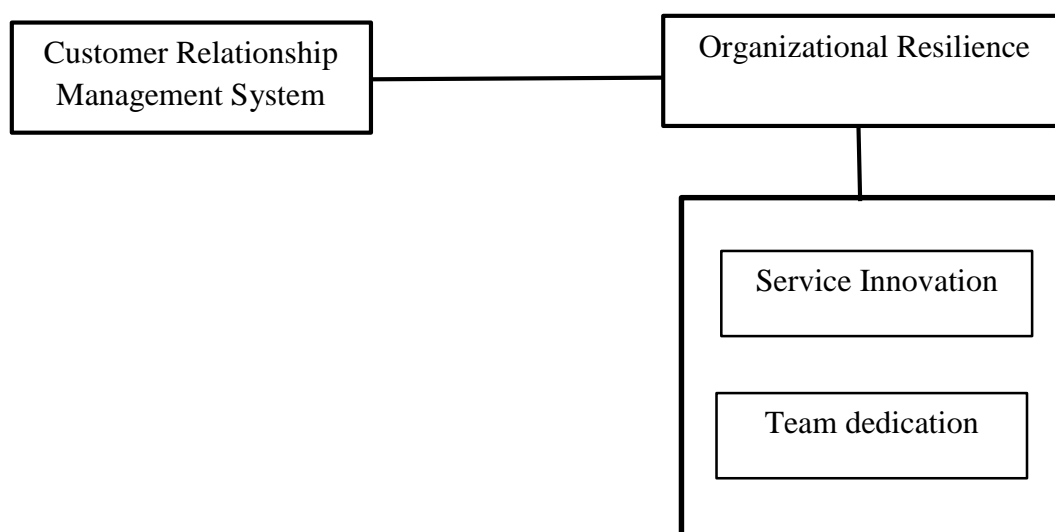 Customer Relationship
Management System
Organizational Resilience
Service Innovation
Team dedication